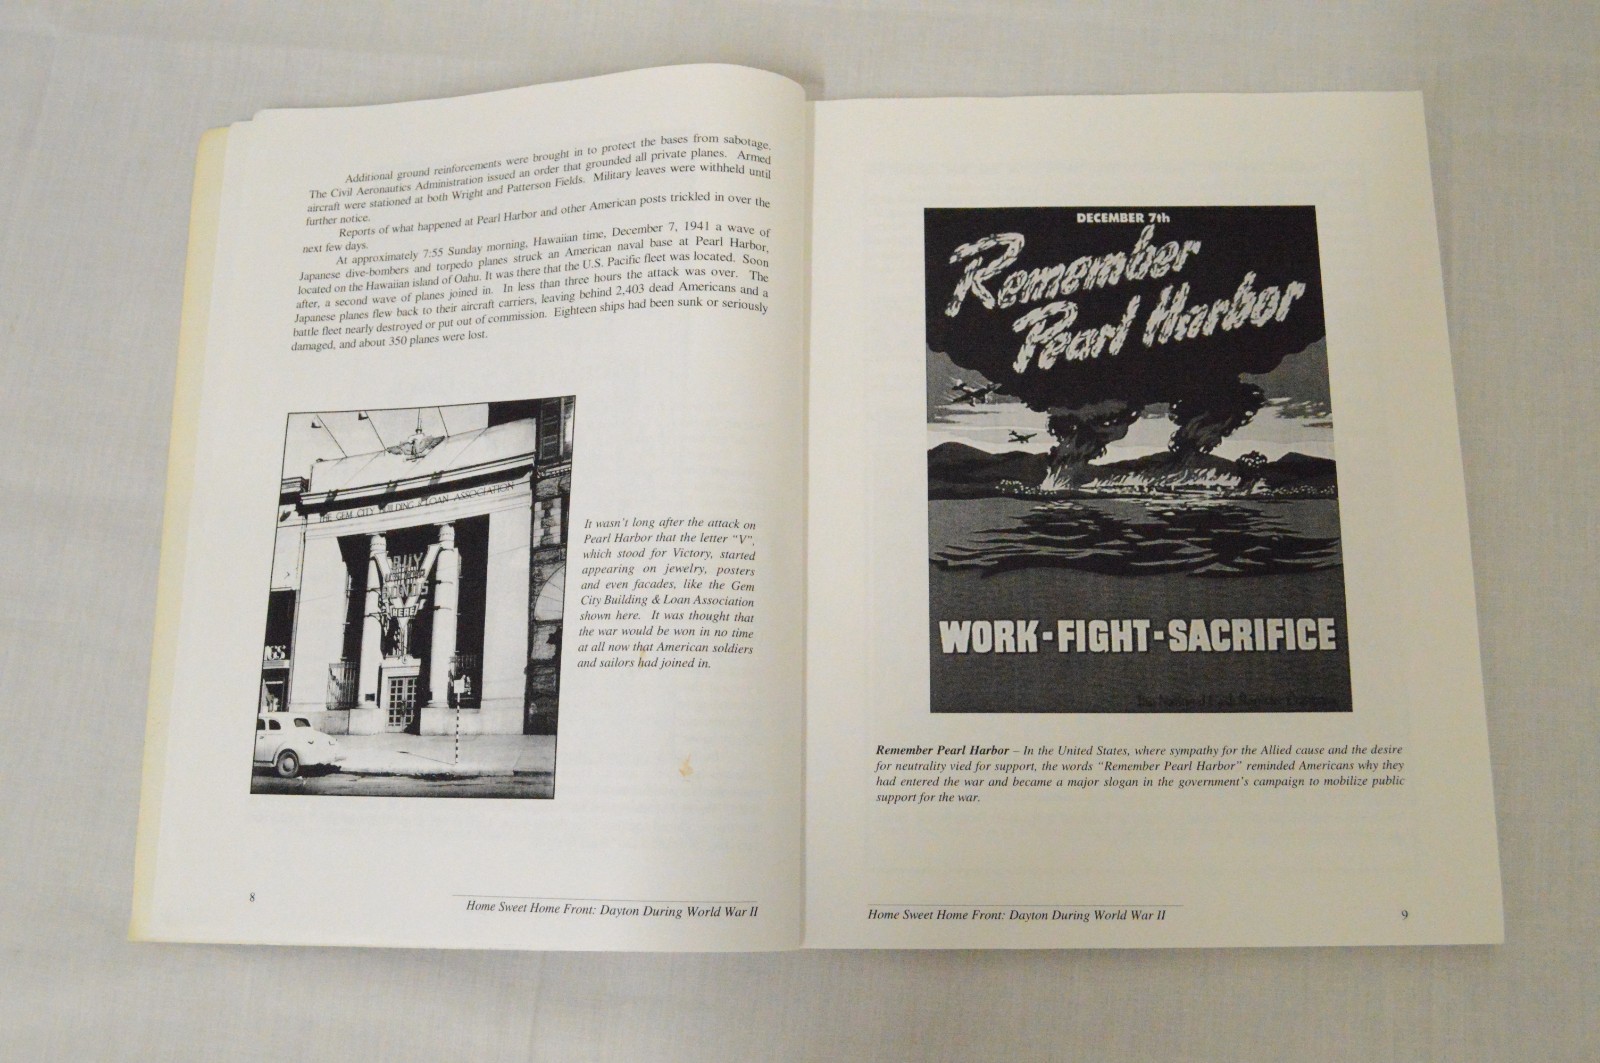 Additional ground reinforcements were brought in to protect the bases from sabotage.
The Civil Aeronautics Administration issued an order that grounded all private planes. Armed
aircraft were stationed at both Wright and Patterson Fields. Military leaves were withheld until
further notice.
Reports of what happened at Pearl Harbor and other American posts trickled in over the
next few days.
At approximately 7:55 Sunday morning, Hawaiian time, December 7, 1941 a wave of
Japanese dive-bombers and torpedo planes struck an American naval base at Pearl Harbor,
located on the Hawaiian island of Oahu. It was there that the U.S. Pacific fleet was located. Soon
after, a second wave of planes joined in. In less than three hours the attack was over. The
Japanese planes flew back to their aircraft carriers, leaving behind 2,403 dead Americans and a
battle fleet nearly destroyed or put out of commission. Eighteen ships had been sunk or seriously
damaged, and about 350 planes were lost.
THE GEM CITY BUILDING & LOAN ASSOCIATION
BUY
BONDS
HERE
It wasn't long after the attack on
Pearl Harbor that the letter "V",
which stood for Victory, started
appearing on jewelry, posters
and even facades, like the Gem
City Building & Loan Association
shown here. It was thought that
the war would be won in no time
at all now that American soldiers
and sailors had joined in.
8
Home Sweet Home Front: Dayton During World War II
DECEMBER 7th
Remember
Pearl Harbor
WORK-FIGHT-SACRIFICE
The National Cash Register Company
Remember Pearl Harbor – In the United States, where sympathy for the Allied cause and the desire
for neutrality vied for support, the words "Remember Pearl Harbor" reminded Americans why they
had entered the war and became a major slogan in the government's campaign to mobilize public
support for the war.
Home Sweet Home Front: Dayton During World War II
9